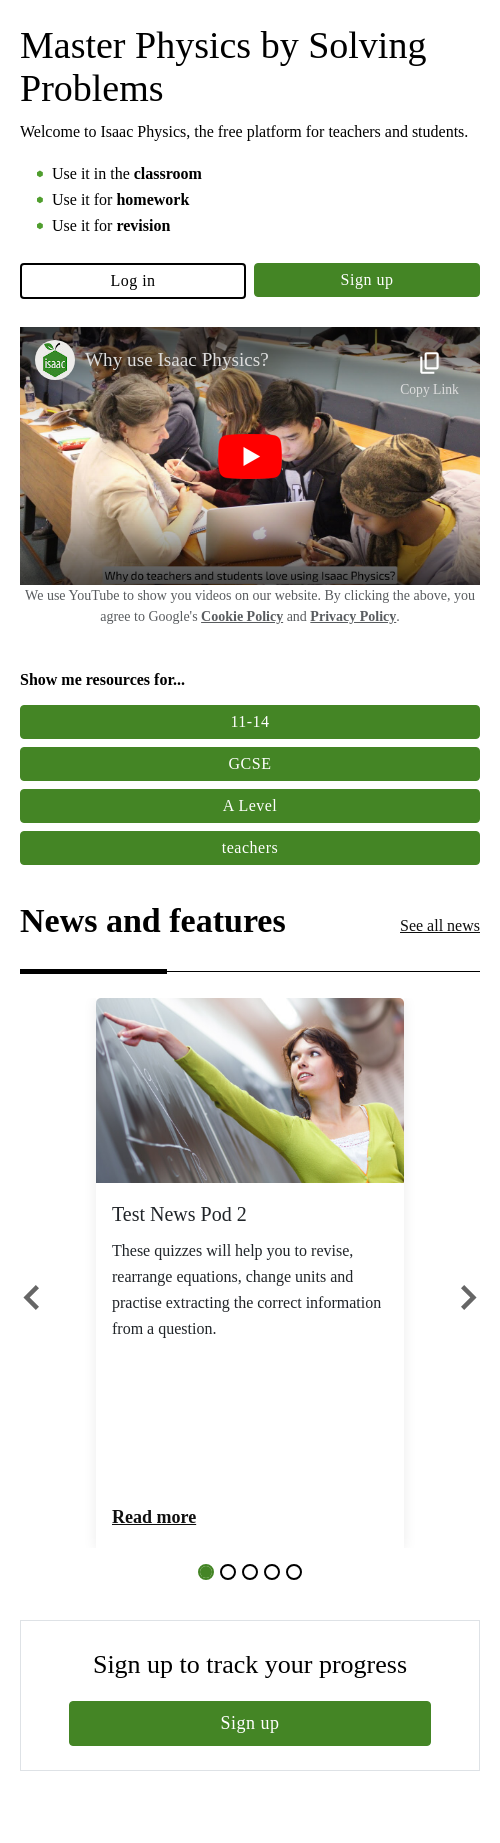 Master Physics by Solving
Problems
Welcome to Isaac Physics, the free platform for teachers and students.
Use it in the classroom
Use it for homework
Use it for revision
Log in
Sign up
isaac
Why use Isaac Physics?
Copy Link
Why do teachers and students love using Isaac Physics?
We use YouTube to show you videos on our website. By clicking the above, you
agree to Google's Cookie Policy and Privacy Policy.
Show me resources for...
11-14
GCSE
A Level
teachers
News and features
See all news
Test News Pod 2
These quizzes will help you to revise,
rearrange equations, change units and
practise extracting the correct information
from a question.
Read more
Sign up to track your progress
Sign up